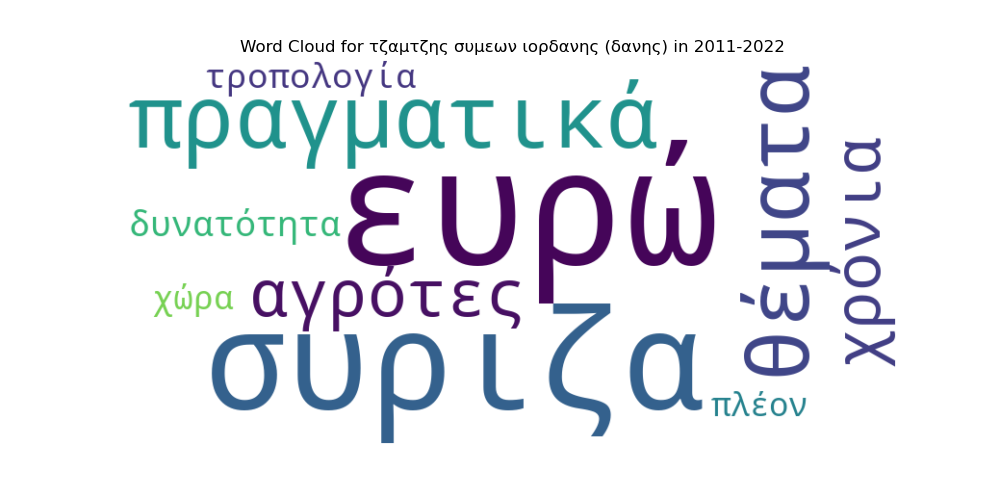 Word Cloud for τζαμτζης συμεων ιορδανης (δανης) in 2011-2022
τροπολογία
πραγματικά
ευρώ
θέματα
χρόνια
δυνατότητα
αγρότες
χώρα
συριζα
πλέον